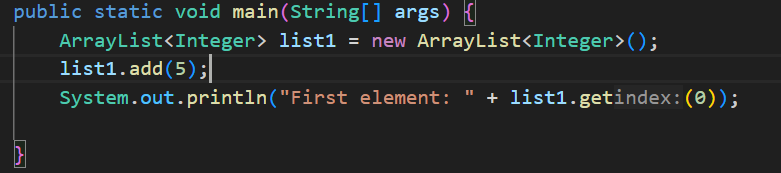 public static void main(String[] args) {
    ArrayList<Integer> list1 = new ArrayList<Integer>();
    list1.add(5);
    System.out.println("First element: " + list1.getindex:(0));
}